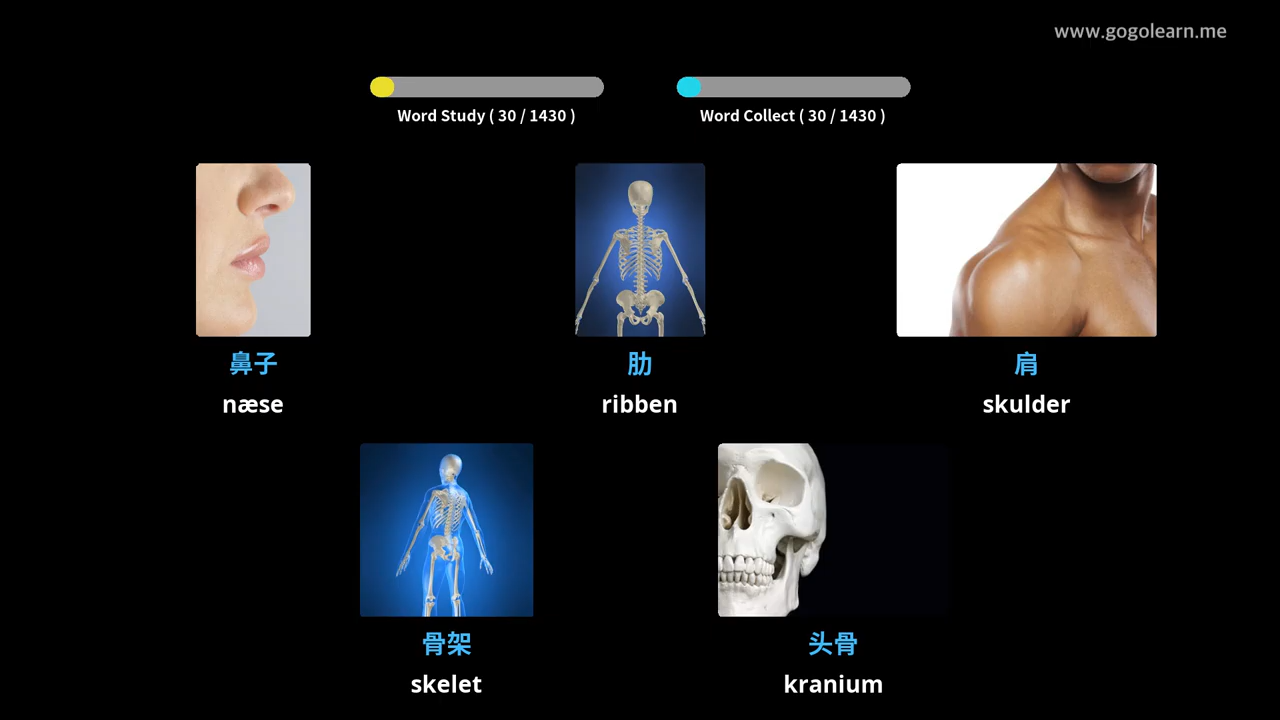 www.gogolearn.me
Word Study ( 30 / 1430 )
Word Collect ( 30 / 1430 )
鼻子
næse
肋
ribben
肩
skulder
骨架
skelet
头骨
kranium